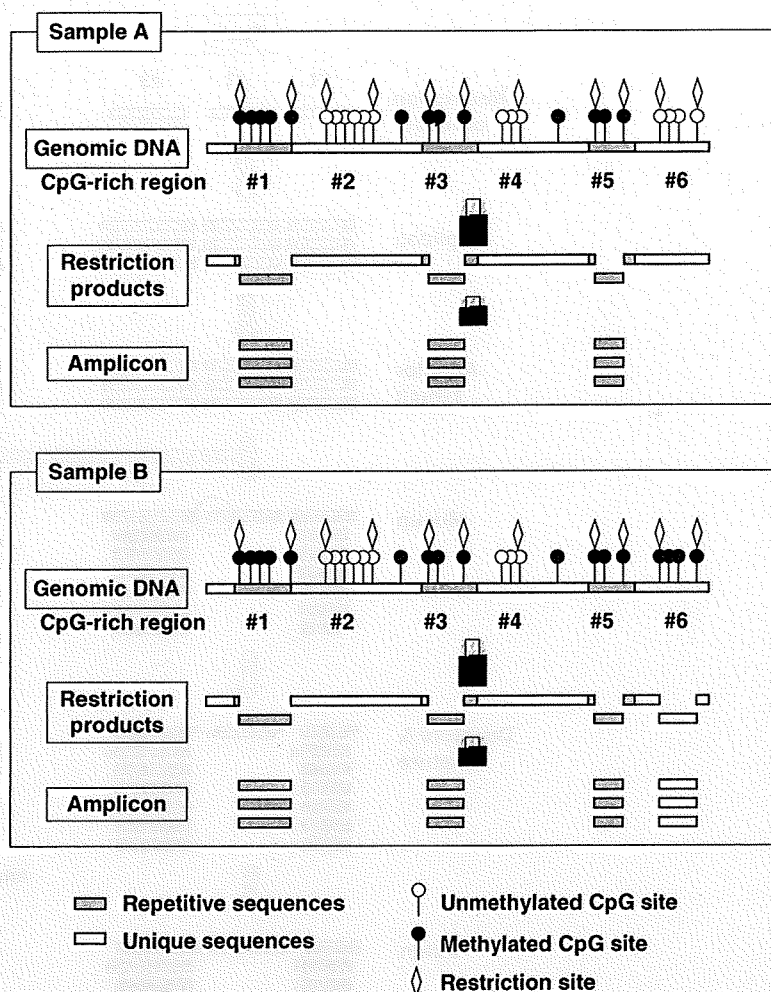 Sample A
Genomic DNA
CpG-rich region #1 #2 #3 #4 #5 #6
Restriction
products
Amplicon
Sample B
Genomic DNA
CpG-rich region #1 #2 #3 #4 #5 #6
Restriction
products
Amplicon
Repetitive sequences
Unique sequences
Unmethylated CpG site
Methylated CpG site
Restriction site